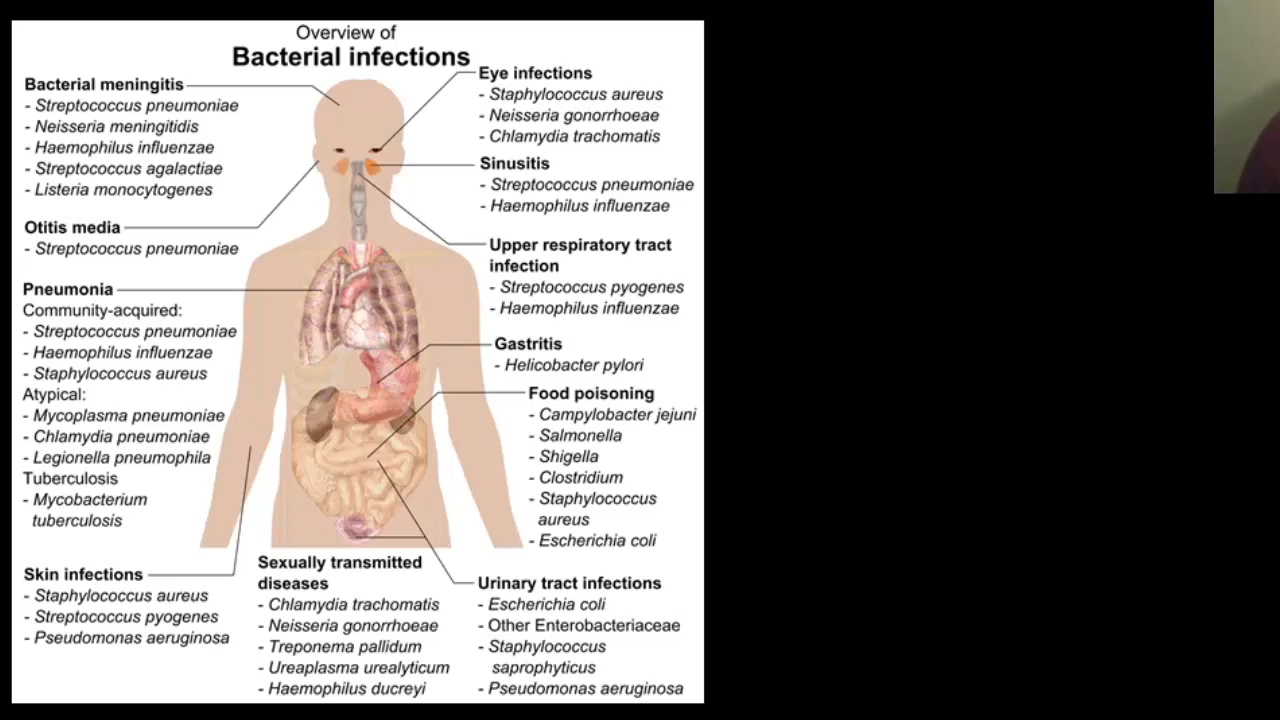 Overview of
Bacterial infections
Bacterial meningitis
- Streptococcus pneumoniae
- Neisseria meningitidis
- Haemophilus influenzae
- Streptococcus agalactiae
- Listeria monocytogenes
Otitis media
- Streptococcus pneumoniae
Pneumonia
Community-acquired:
- Streptococcus pneumoniae
- Haemophilus influenzae
- Staphylococcus aureus
Atypical:
- Mycoplasma pneumoniae
- Chlamydia pneumoniae
- Legionella pneumophila
Tuberculosis
- Mycobacterium
tuberculosis
Skin infections
- Staphylococcus aureus
- Streptococcus pyogenes
- Pseudomonas aeruginosa
Eye infections
- Staphylococcus aureus
- Neisseria gonorrhoeae
- Chlamydia trachomatis
Sinusitis
- Streptococcus pneumoniae
- Haemophilus influenzae
Upper respiratory tract
infection
- Streptococcus pyogenes
- Haemophilus influenzae
Gastritis
- Helicobacter pylori
Food poisoning
- Campylobacter jejuni
- Salmonella
- Shigella
- Clostridium
- Staphylococcus
aureus
- Escherichia coli
Sexually transmitted
diseases
- Chlamydia trachomatis
- Neisseria gonorrhoeae
- Treponema pallidum
- Ureaplasma urealyticum
- Haemophilus ducreyi
Urinary tract infections
- Escherichia coli
- Other Enterobacteriaceae
- Staphylococcus
saprophyticus
- Pseudomonas aeruginosa